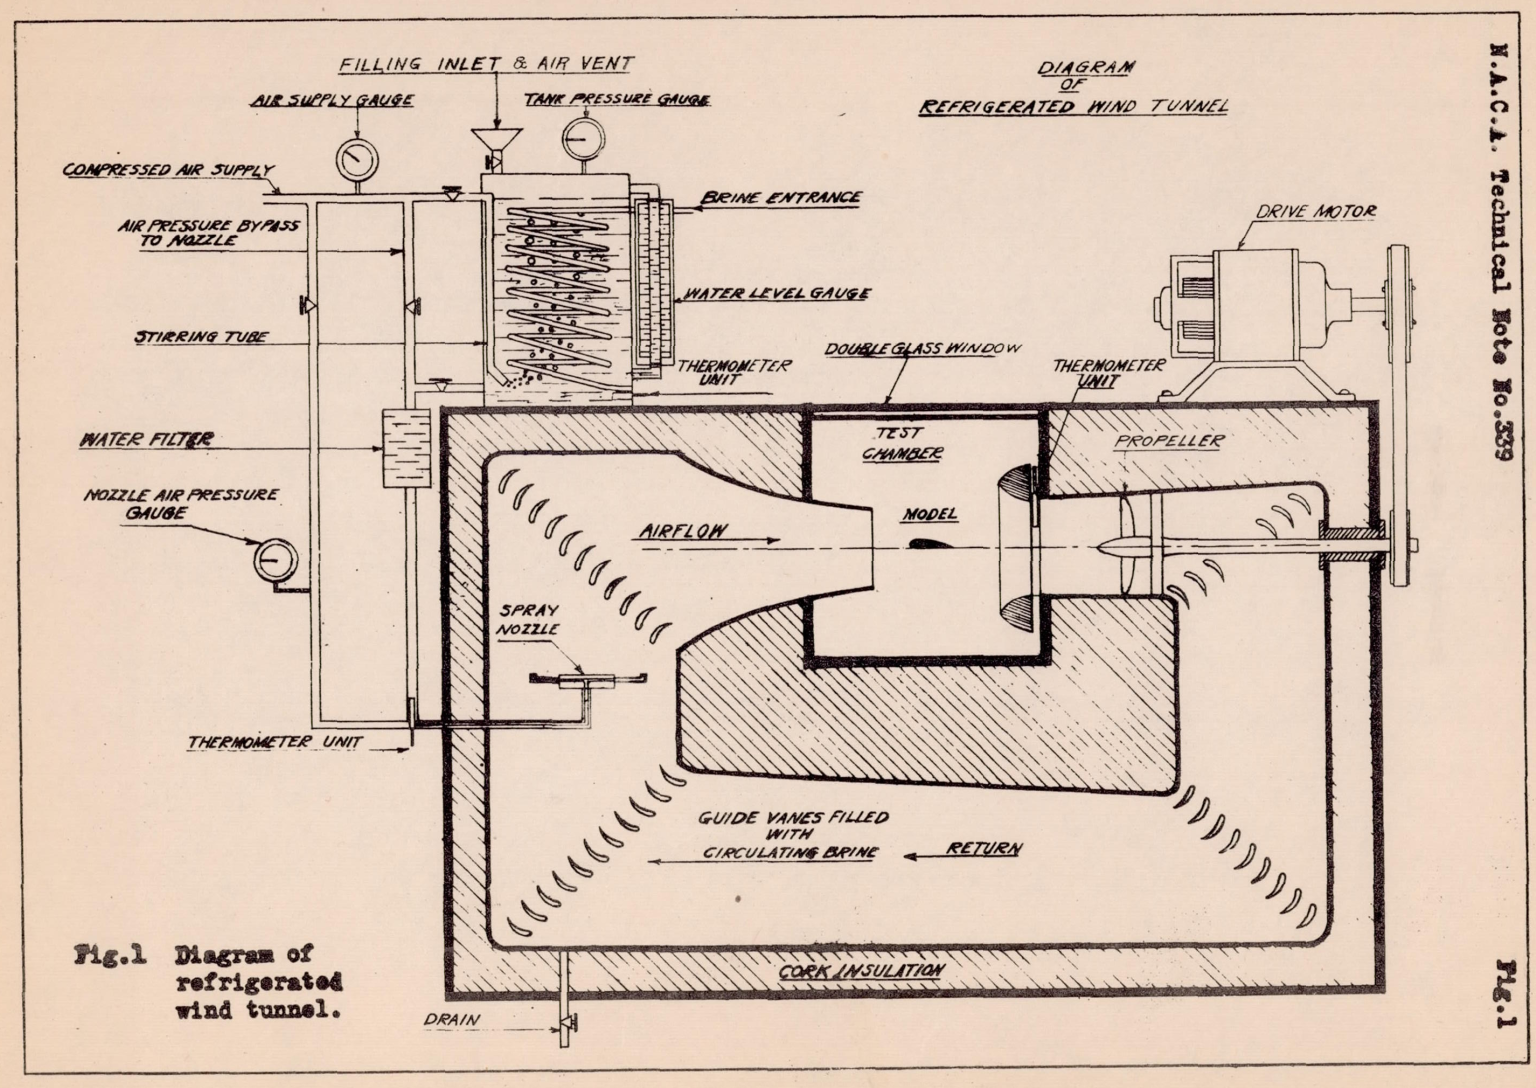 FILLING INLET & AIR VENT
AIR SUPPLY GAUGE
TANK PRESSURE GAUGE
DIAGRAM
OF
REFRIGERATED WIND TUNNEL
COMPRESSED AIR SUPPLY
BRINE ENTRANCE
AIR PRESSURE BYPASS
TO NOZZLE
DRIVE MOTOR
WATER LEVEL GAUGE
STIRRING TUBE
DOUBLE GLASS WINDOW
THERMOMETER
UNIT
THERMOMETER
UNIT
WATER FILTER
TEST
CHAMBER
PROPELLER
NOZZLE AIR PRESSURE
GAUGE
AIRFLOW
MODEL
SPRAY
NOZZLE
THERMOMETER UNIT
GUIDE VANES FILLED
WITH
CIRCULATING BRINE
RETURN
CORK INSULATION
DRAIN
Fig.1 Diagram of
refrigerated
wind tunnel.
N.A.C.A. Technical Note No.339
Fig.1